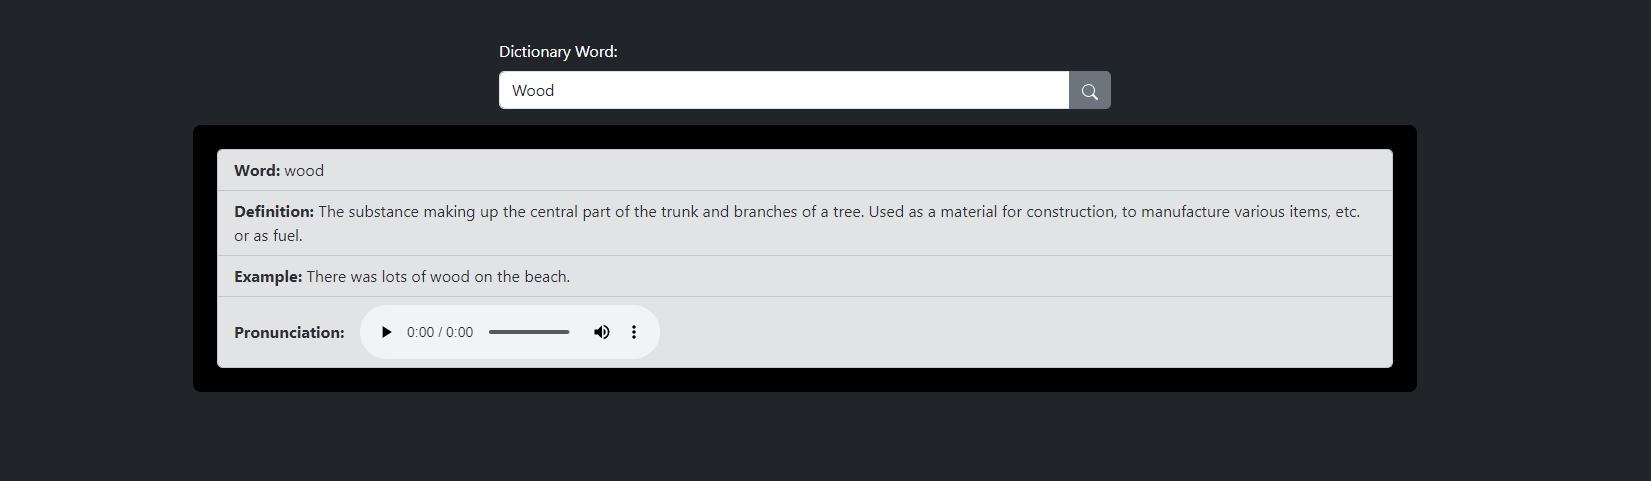 Dictionary Word:
Wood
Word: wood
Definition: The substance making up the central part of the trunk and branches of a tree. Used as a material for construction, to manufacture various items, etc.
or as fuel.
Example: There was lots of wood on the beach.
Pronunciation: 0:00 / 0:00